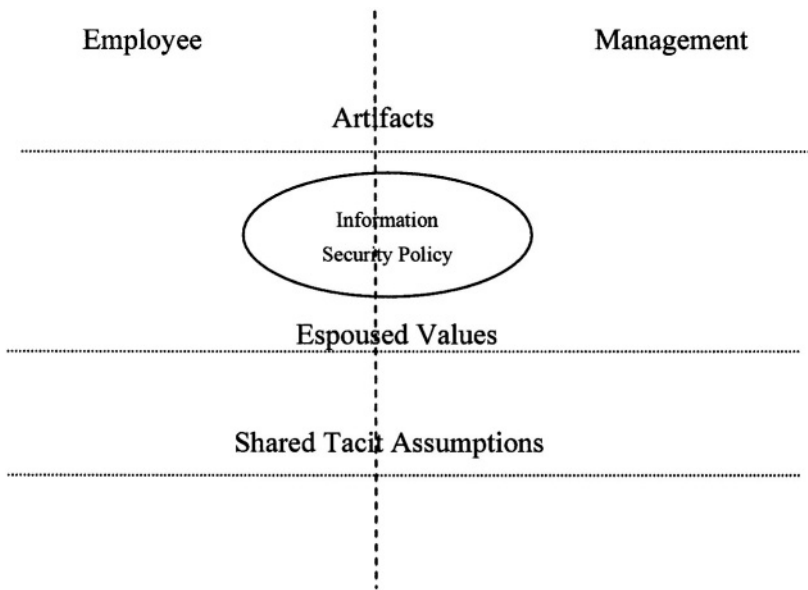 Employee
Management
Artifacts
Information
Security Policy
Espoused Values
Shared Tacit Assumptions